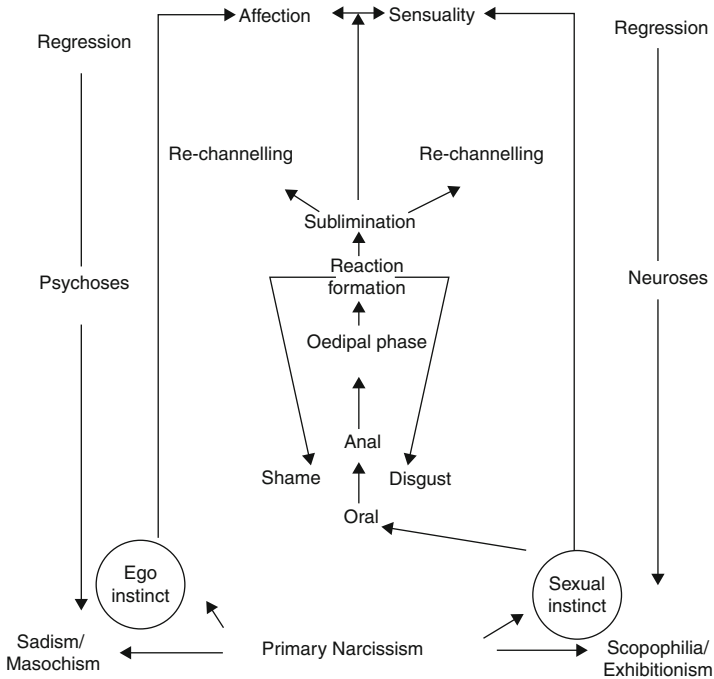 Affection
Sensuality
Regression
Regression
Re-channelling
Re-channelling
Sublimination
Reaction
formation
Psychoses
Neuroses
Oedipal phase
Anal
Shame
Disgust
Oral
Ego
instinct
Sexual
instinct
Sadism/
Masochism
Primary Narcissism
Scopophilia/
Exhibitionism